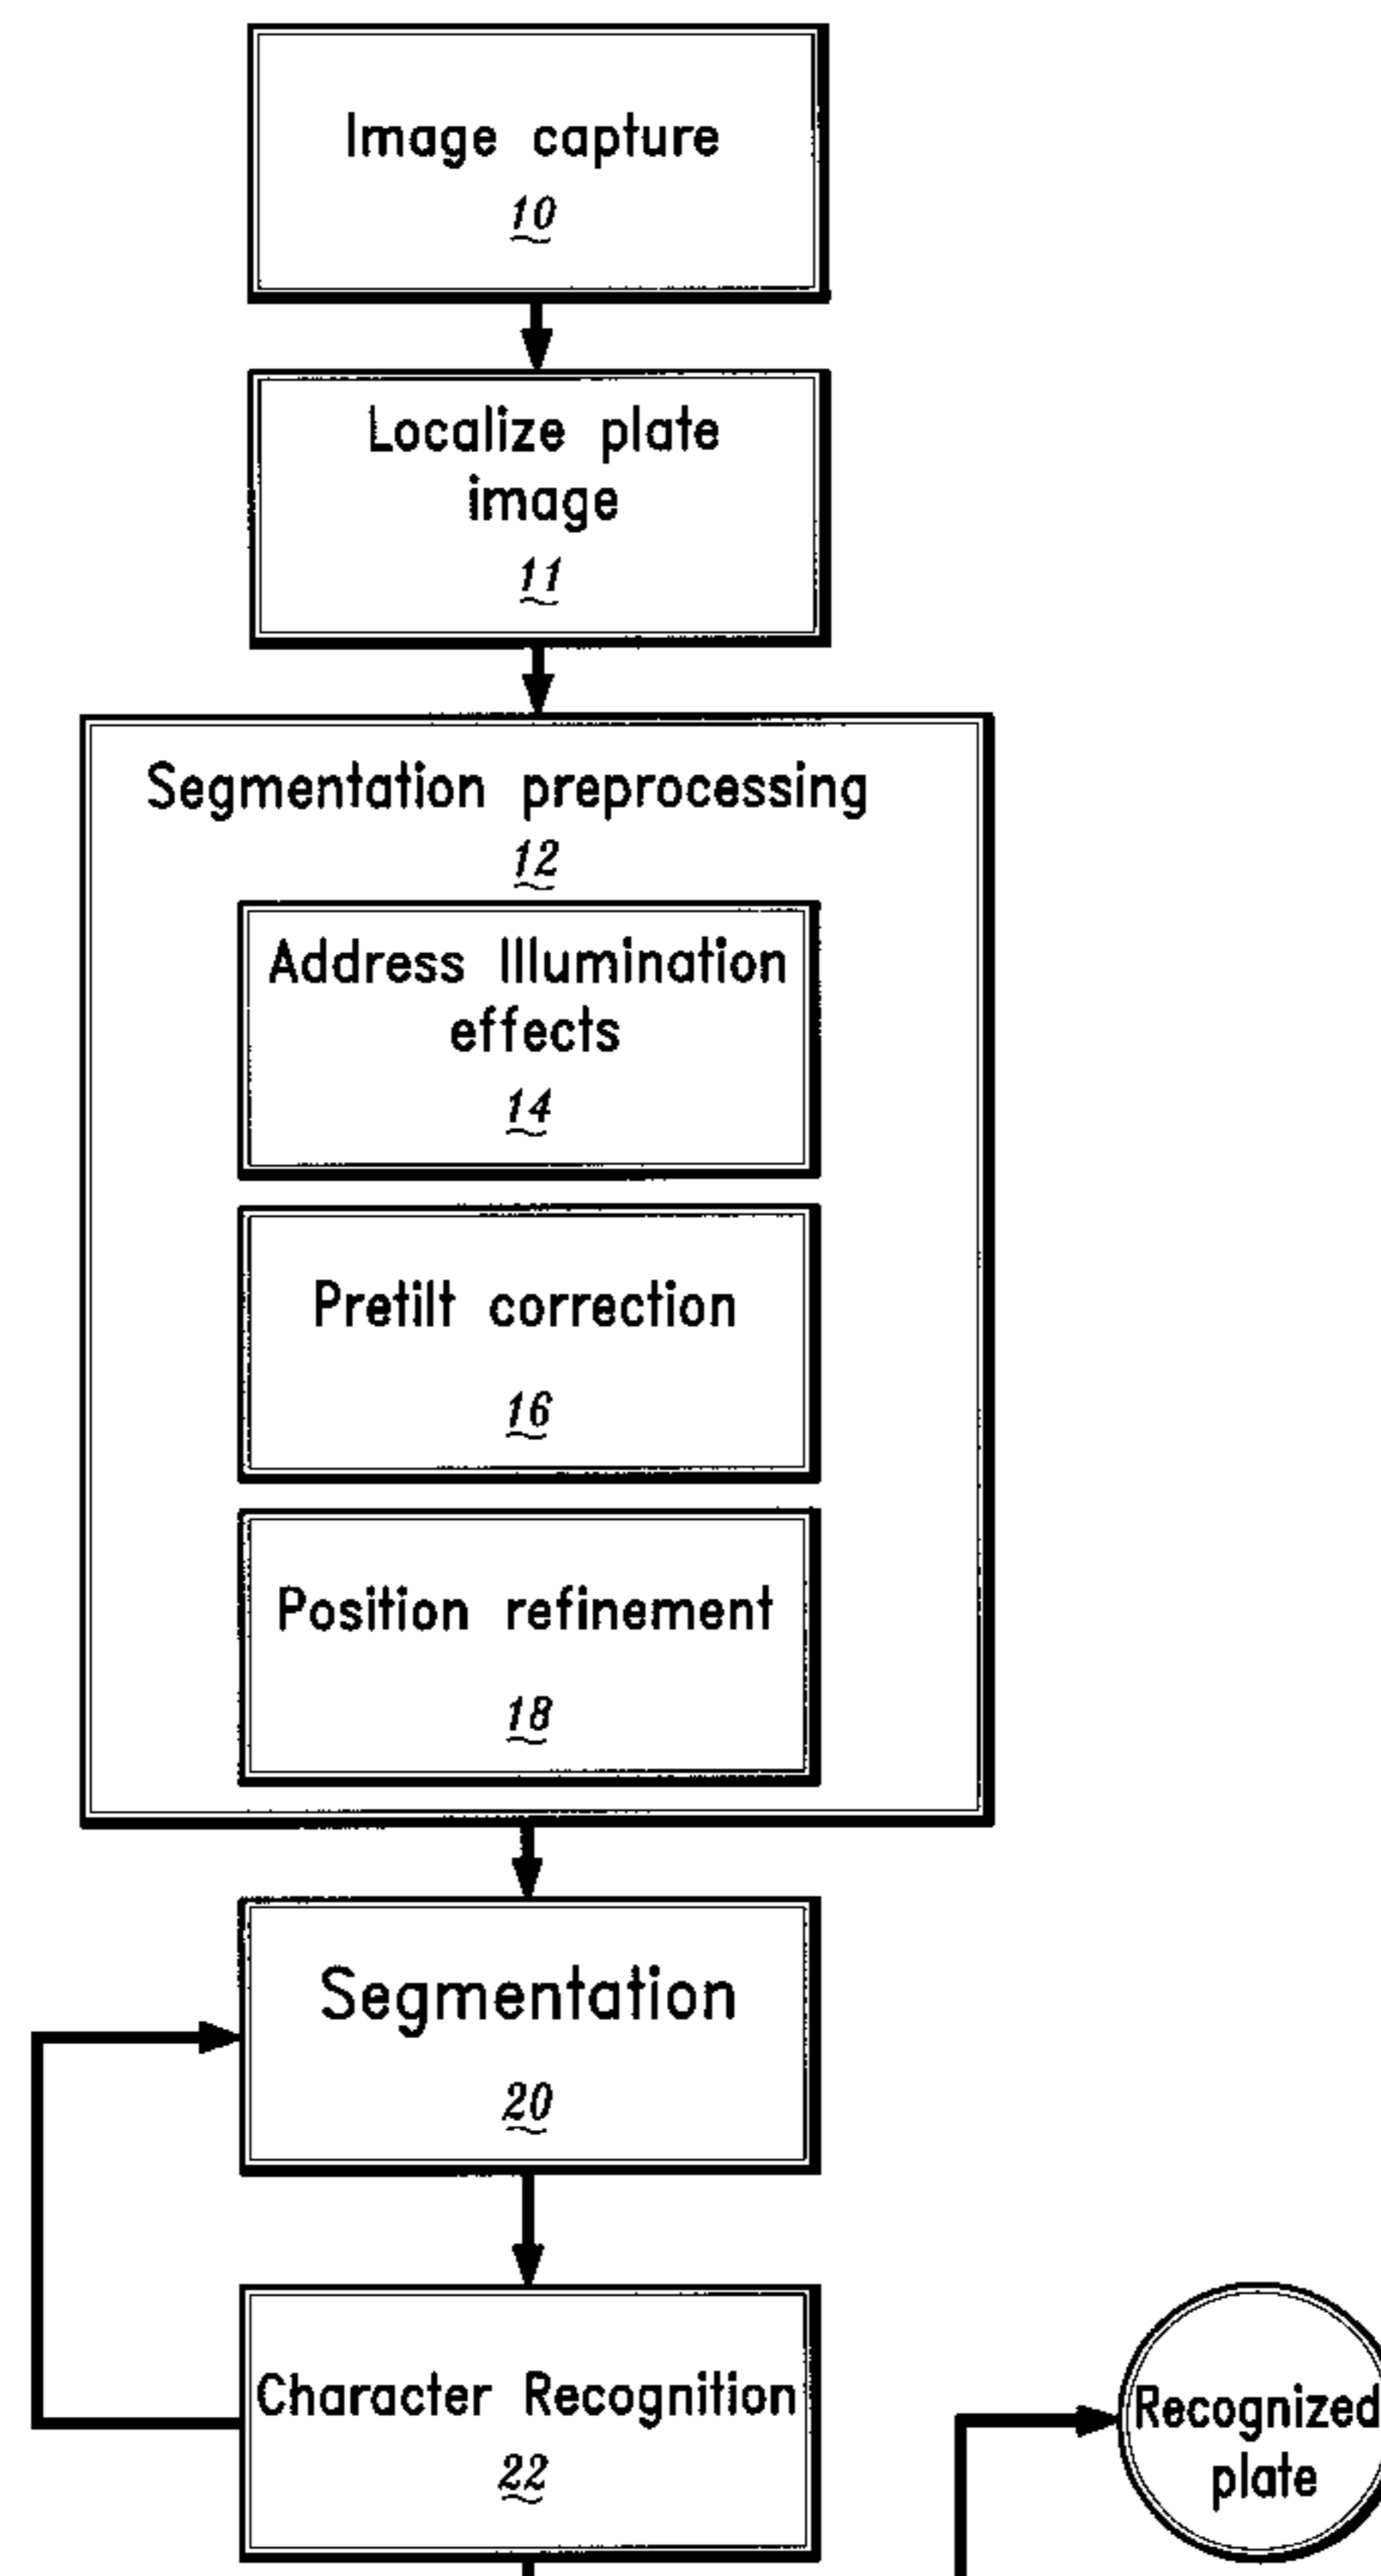 Image capture
10
Localize plate
image
11
Segmentation preprocessing
12
Address Illumination
effects
14
Pretilt correction
16
Position refinement
18
Segmentation
20
Character Recognition
22
Recognized
plate